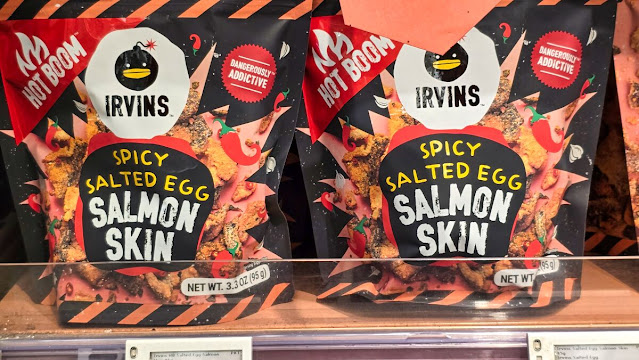 HOT BOOM
DANGEROUSLY
ADDICTIVE
IRVINS
SPICY
SALTED EGG
SALMON
SKIN
NET WT. 3.3 OZ (95 g)
HOT BOOM
DANGEROUSLY
ADDICTIVE
IRVINS
SPICY
SALTED EGG
SALMON
SKIN
NET WT
(95 g)